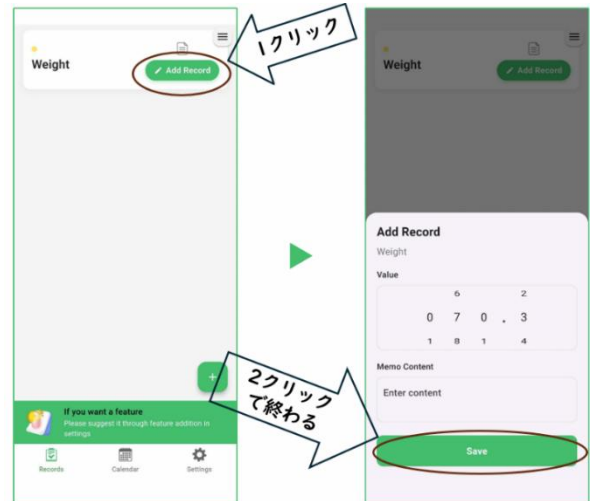 Weight
Add Record
If you want a feature
Please suggest it through feature addition in
settings
Records
Calendar
Settings
1クリック
2クリック
で終わる
Weight
Add Record
Add Record
Weight
Value
6 2
0 7 0 . 3
1 8 1 4
Memo Content
Enter content
Save